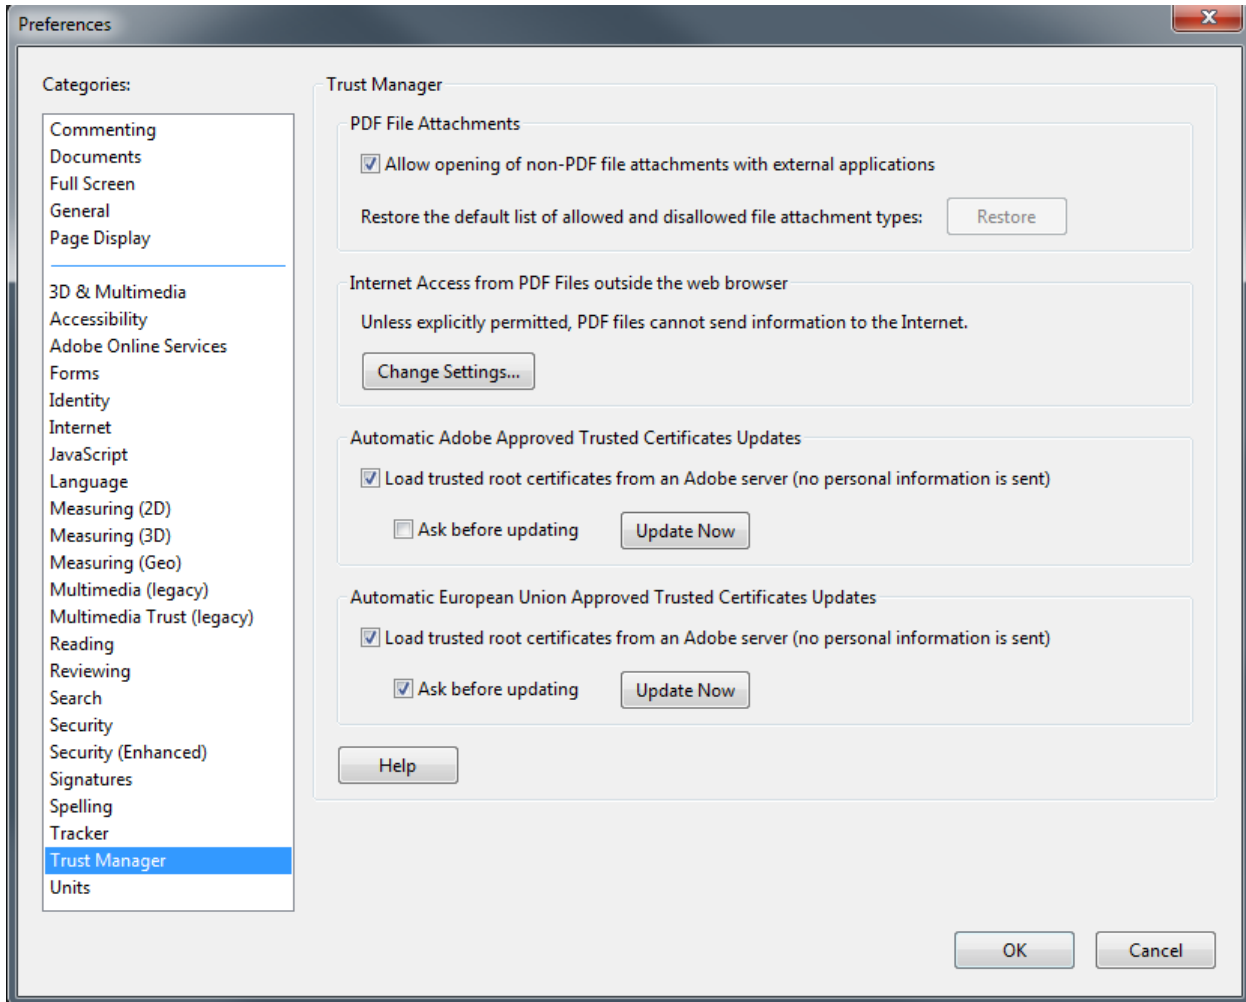 Preferences
Categories:
Commenting
Documents
Full Screen
General
Page Display
3D & Multimedia
Accessibility
Adobe Online Services
Forms
Identity
Internet
JavaScript
Language
Measuring (2D)
Measuring (3D)
Measuring (Geo)
Multimedia (legacy)
Multimedia Trust (legacy)
Reading
Reviewing
Search
Security
Security (Enhanced)
Signatures
Spelling
Tracker
Trust Manager
Units
Trust Manager
PDF File Attachments
Allow opening of non-PDF file attachments with external applications
Restore the default list of allowed and disallowed file attachment types: Restore
Internet Access from PDF Files outside the web browser
Unless explicitly permitted, PDF files cannot send information to the Internet.
Change Settings...
Automatic Adobe Approved Trusted Certificates Updates
Load trusted root certificates from an Adobe server (no personal information is sent)
Ask before updating Update Now
Automatic European Union Approved Trusted Certificates Updates
Load trusted root certificates from an Adobe server (no personal information is sent)
Ask before updating Update Now
Help
OK Cancel